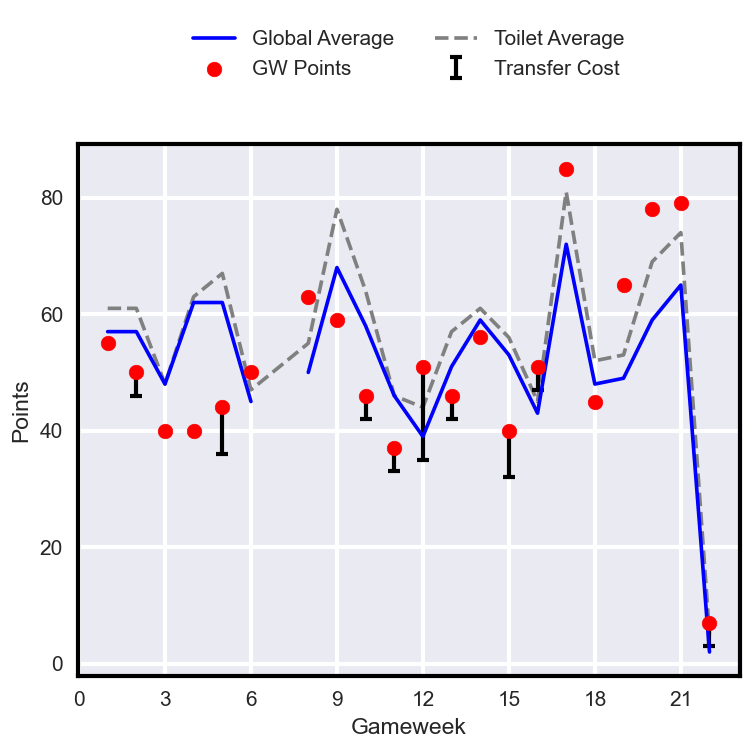 Global Average
Toilet Average
GW Points
Transfer Cost
80
60
40
20
0
Points
0 3 6 9 12 15 18 21
Gameweek